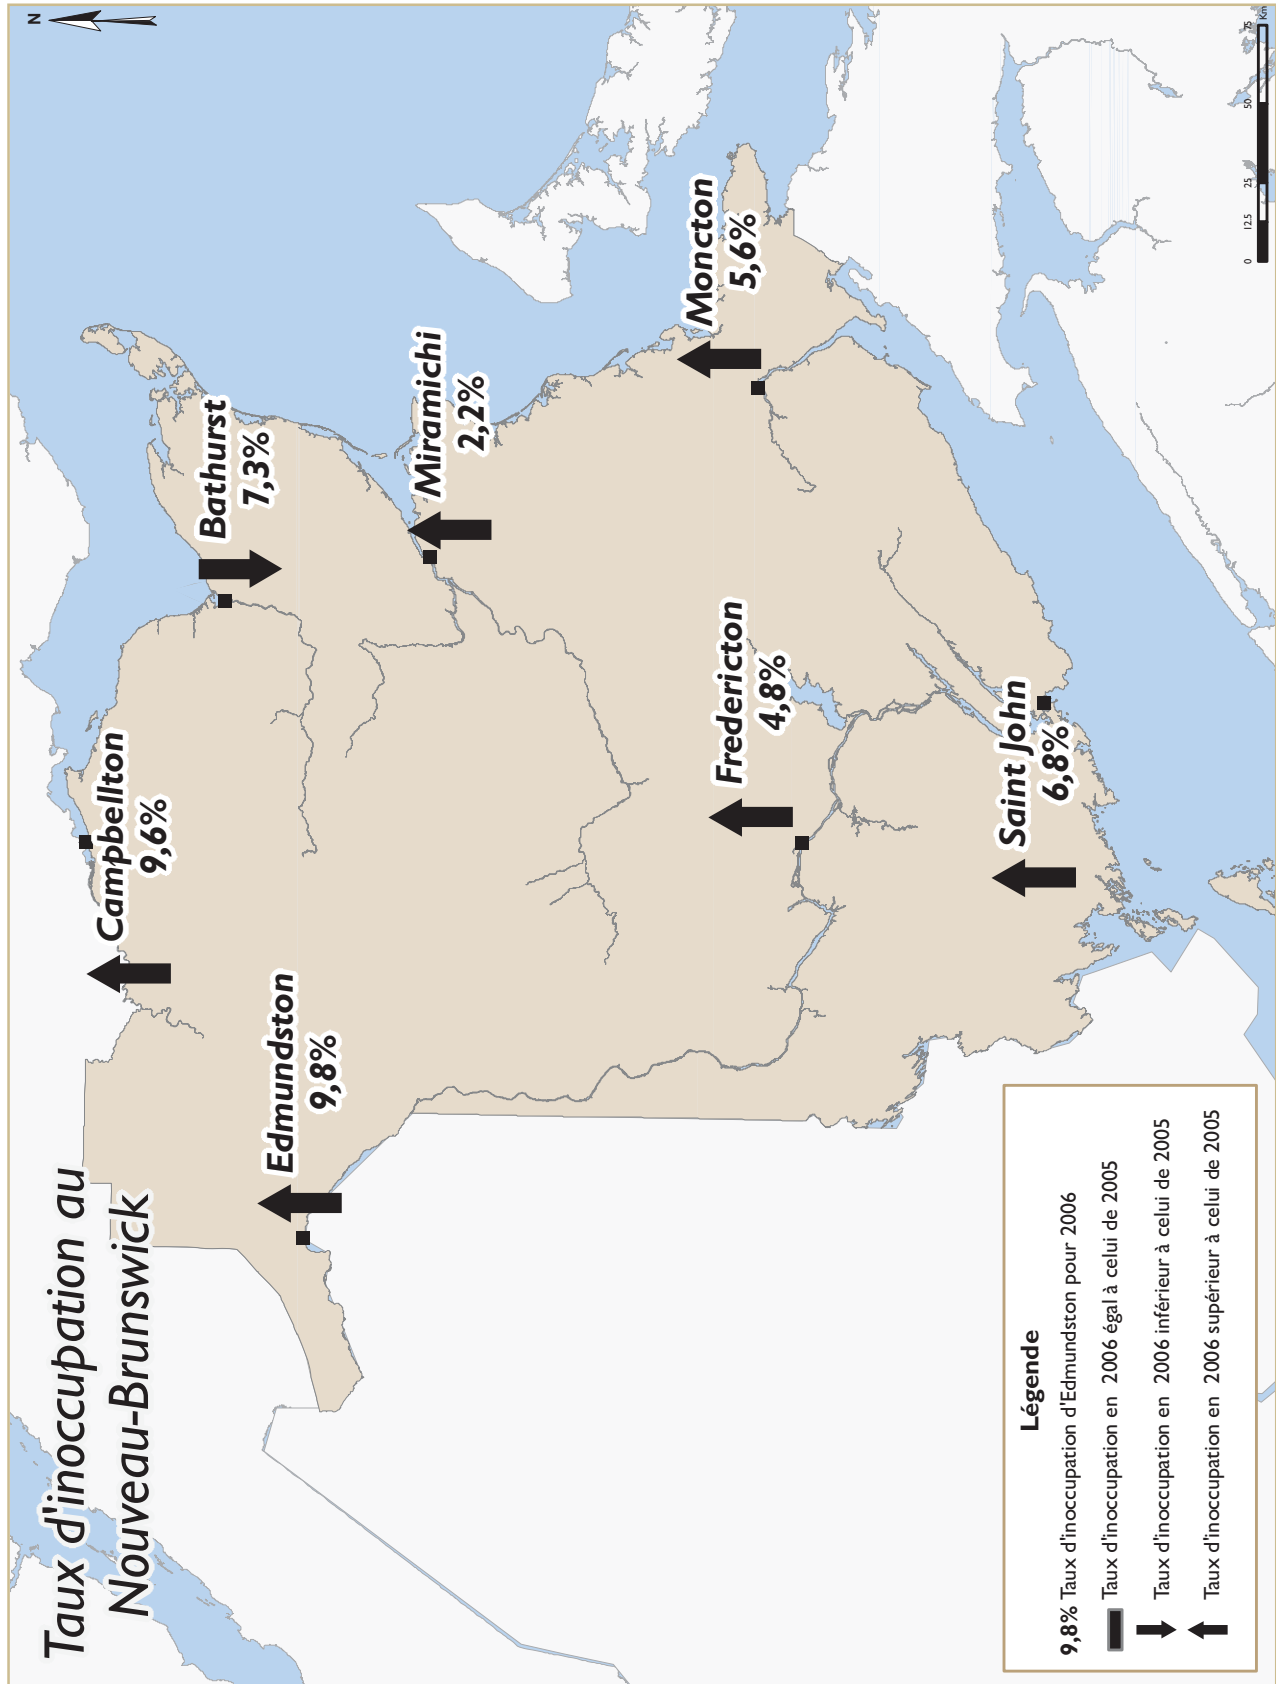 Taux d'inoccupation au
Nouveau-Brunswick
N
Campbellton
9,6%
Bathurst
7,3%
Edmundston
9,8%
Miramichi
2,2%
Moncton
5,6%
Fredericton
4,8%
Saint John
6,8%
Légende
9,8% Taux d'inoccupation d'Edmundston pour 2006
Taux d'inoccupation en 2006 égal à celui de 2005
Taux d'inoccupation en 2006 inférieur à celui de 2005
Taux d'inoccupation en 2006 supérieur à celui de 2005
0 12.5 25 50 75
Km